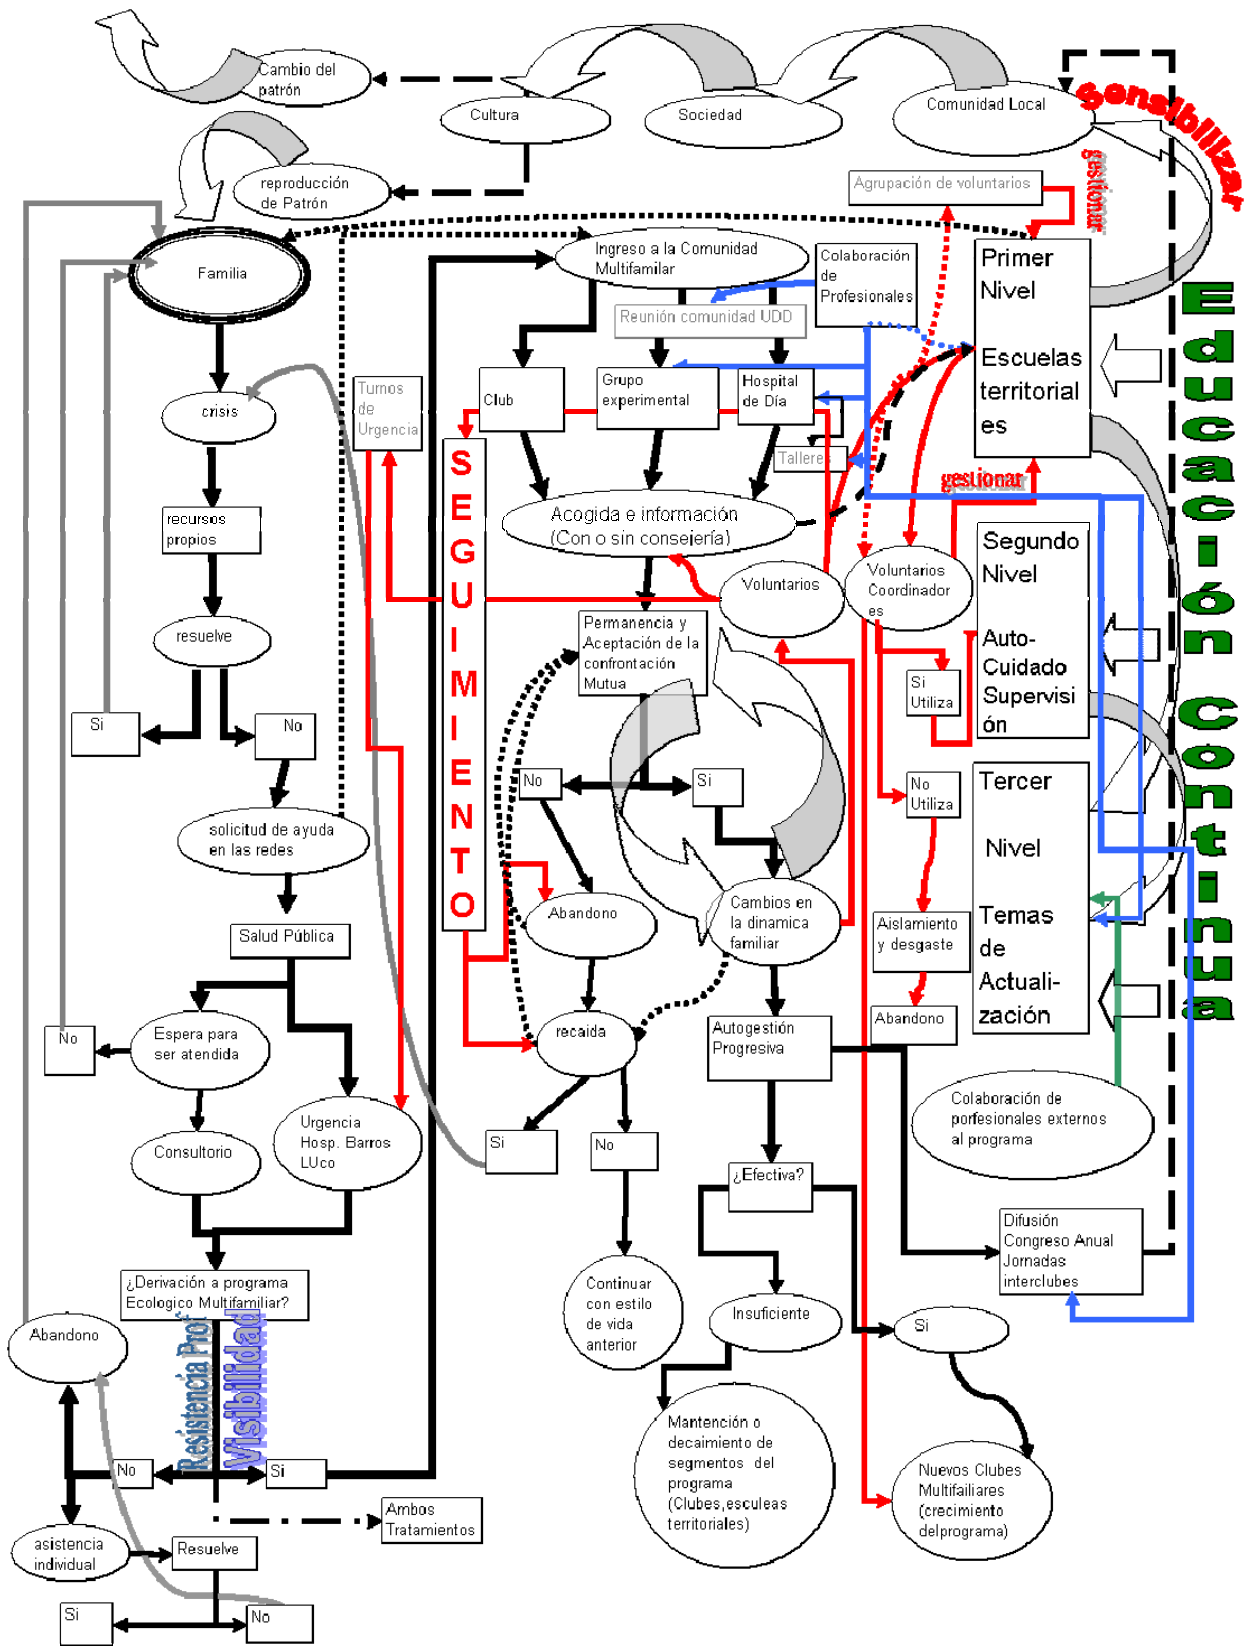 Cambio del
patrón
Cultura
Sociedad
Comunidad Local
Sensibilizar
reproducción
de Patrón
Agrupación de voluntarios
gestionar
Familia
Ingreso a la Comunidad
Multifamilar
Colaboración
de
Profesionales
Primer
Nivel
Escuelas
territorial
es
Reunión comunidad UDD
Educación Continua
crisis
Turnos
de
Urgencia
Club
Grupo
experimental
Hospital
de Día
Talleres
SEGUIMIENTO
gestionar
recursos
propios
Acogida e información
(Con o sin consejería)
Segundo
Nivel
Auto-
Cuidado
Supervisi
ón
Voluntarios
Voluntarios
Coordinador
es
resuelve
Permanencia y
Aceptación de la
confrontación
Mutua
Si
Utiliza
Si
No
No
Si
No
Utiliza
Tercer
Nivel
Temas
de
Actuali-
zación
solicitud de ayuda
en las redes
Abandono
Cambios en
la dinamica
familiar
Aislamiento
y desgaste
Salud Pública
Abandono
No
Espera para
ser atendida
recaida
Autogestión
Progresiva
Colaboración de
porfesionales externos
al programa
Consultorio
Urgencia
Hosp. Barros
LUco
Si
No
¿Efectiva?
Difusión
Congreso Anual
Jornadas
interclubes
¿Derivación a programa
Ecologico Multifamiliar?
Continuar
con estilo
de vida
anterior
Insuficiente
Si
Abandono
Resistencia Prof
Visibilidad
Mantención o
decaimiento de
segmentos del
programa
(Clubes,esculeas
territoriales)
Nuevos Clubes
Multifailiares
(crecimiento
delprograma)
No
Si
Ambos
Tratamientos
asistencia
individual
Resuelve
Si
No